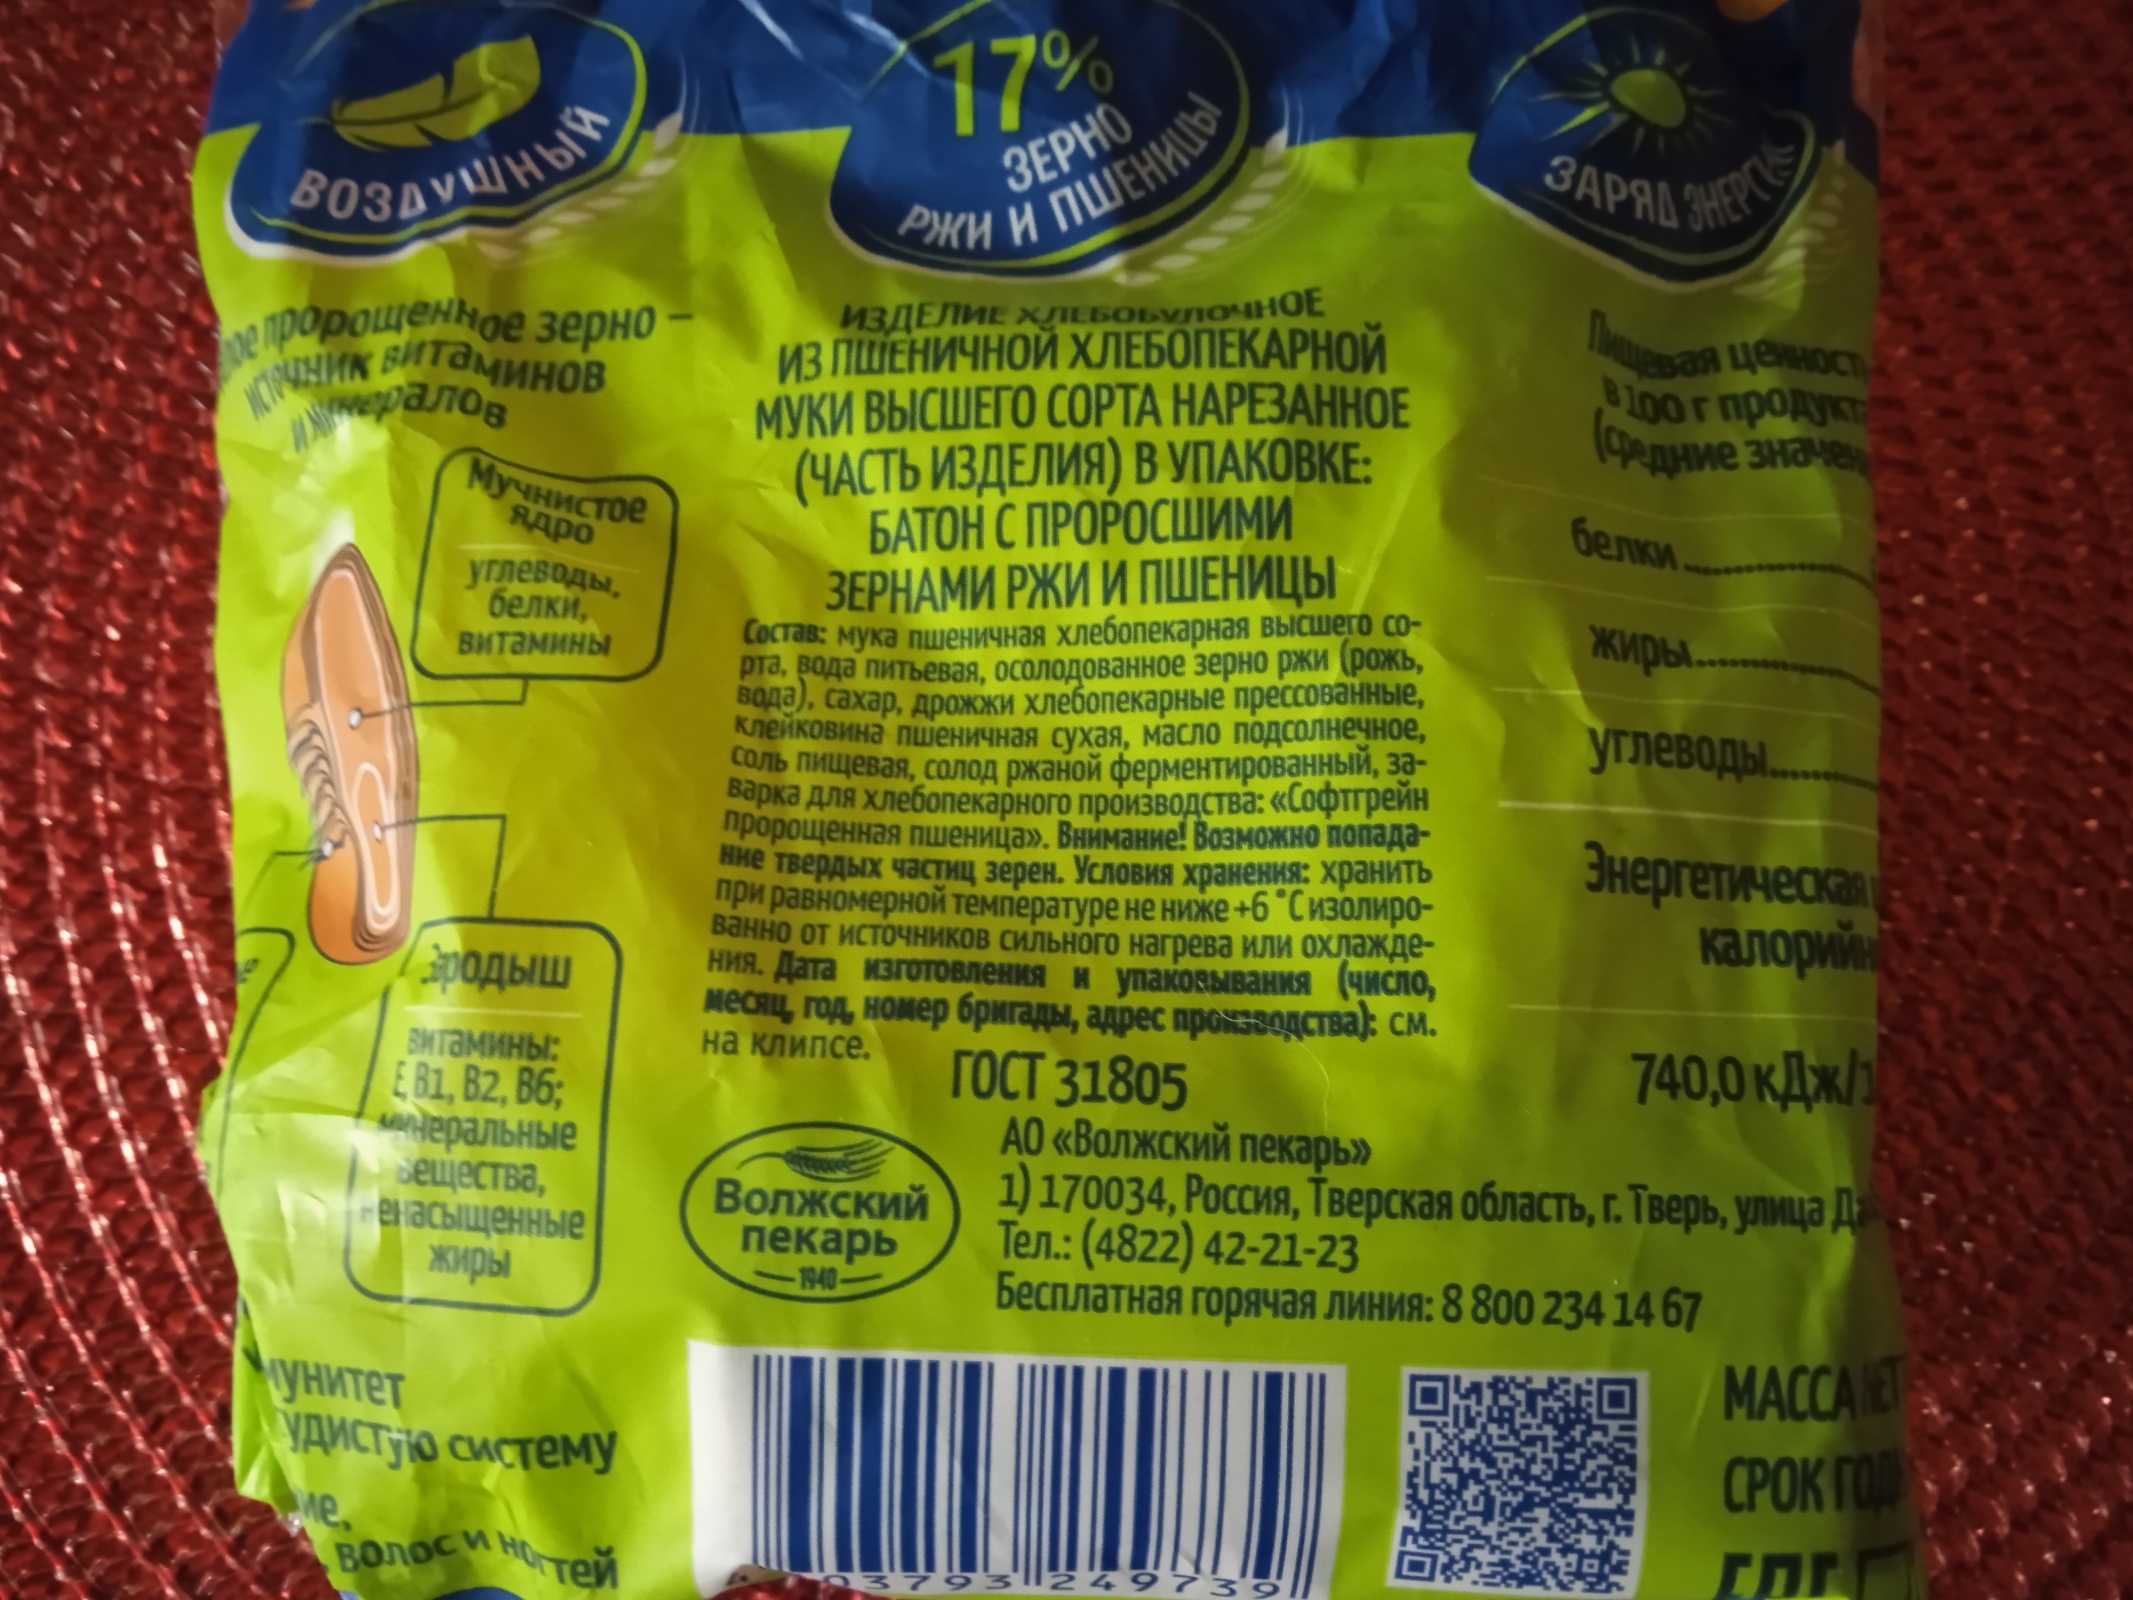 ВОЗДУШНЫЙ
17%
ЗЕРНО
РЖИ И ПШЕНИЦЫ
ЗАРЯД ЭНЕРГИИ
пророщенное зерно –
источник витаминов
и минералов
Мучнистое
ядро
углеводы,
белки,
витамины
Зародыш
витамины:
Е, В1, В2, В6;
минеральные
вещества,
ненасыщенные
жиры
систему
волос и ногтей
ИЗДЕЛИЕ ХЛЕБОБУЛОЧНОЕ
ИЗ ПШЕНИЧНОЙ ХЛЕБОПЕКАРНОЙ
МУКИ ВЫСШЕГО СОРТА НАРЕЗАННОЕ
(ЧАСТЬ ИЗДЕЛИЯ) В УПАКОВКЕ:
БАТОН С ПРОРОСШИМИ
ЗЕРНАМИ РЖИ И ПШЕНИЦЫ
Состав: мука пшеничная хлебопекарная высшего со-
рта, вода питьевая, осолодованное зерно ржи (рожь,
вода), сахар, дрожжи хлебопекарные прессованные,
клейковина пшеничная сухая, масло подсолнечное,
соль пищевая, солод ржаной ферментированный, за-
варка для хлебопекарного производства: «Софтгрейн
пророщенная пшеница». Внимание! Возможно попада-
ние твердых частиц зерен. Условия хранения: хранить
при равномерной температуре не ниже +6 °С изолиро-
ванно от источников сильного нагрева или охлажде-
ния. Дата изготовления и упаковывания (число,
месяц, год, номер бригады, адрес производства): см.
на клипсе.
ГОСТ 31805
Волжский
пекарь
1940
АО «Волжский пекарь»
1) 170034, Россия, Тверская область, г. Тверь, улица
Тел.: (4822) 42-21-23
Бесплатная горячая линия: 8 800 234 14 67
Пищевая
в 100 г
(средние
белки
жиры
углеводы
Энергетическая
740,0 кДж/
МАССА
СРОК
03793 249739